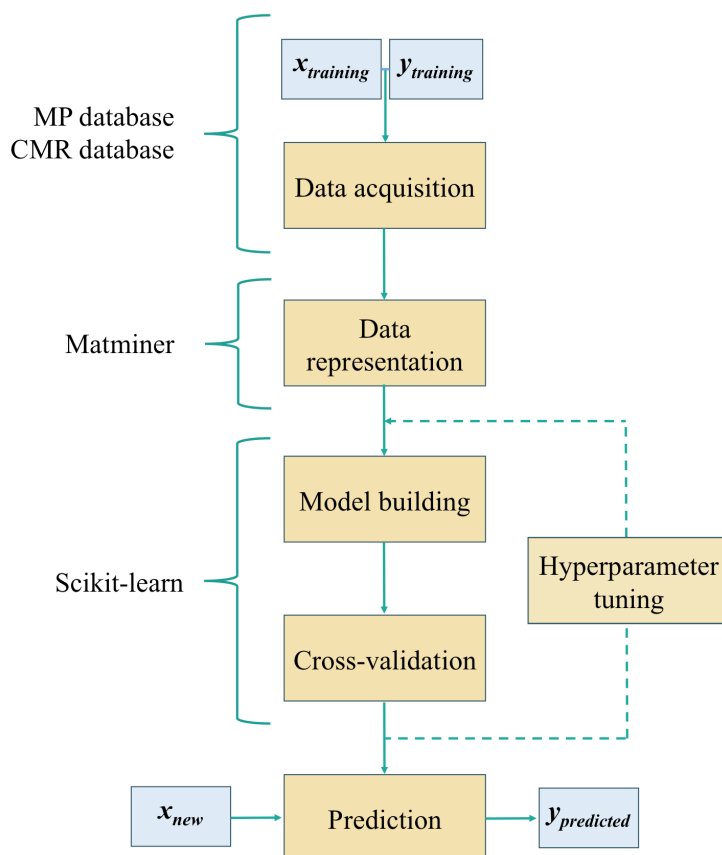 x_training
y_training
MP database
CMR database
Data acquisition
Matminer
Data
representation
Model building
Scikit-learn
Hyperparameter
tuning
Cross-validation
x_new
Prediction
y_predicted